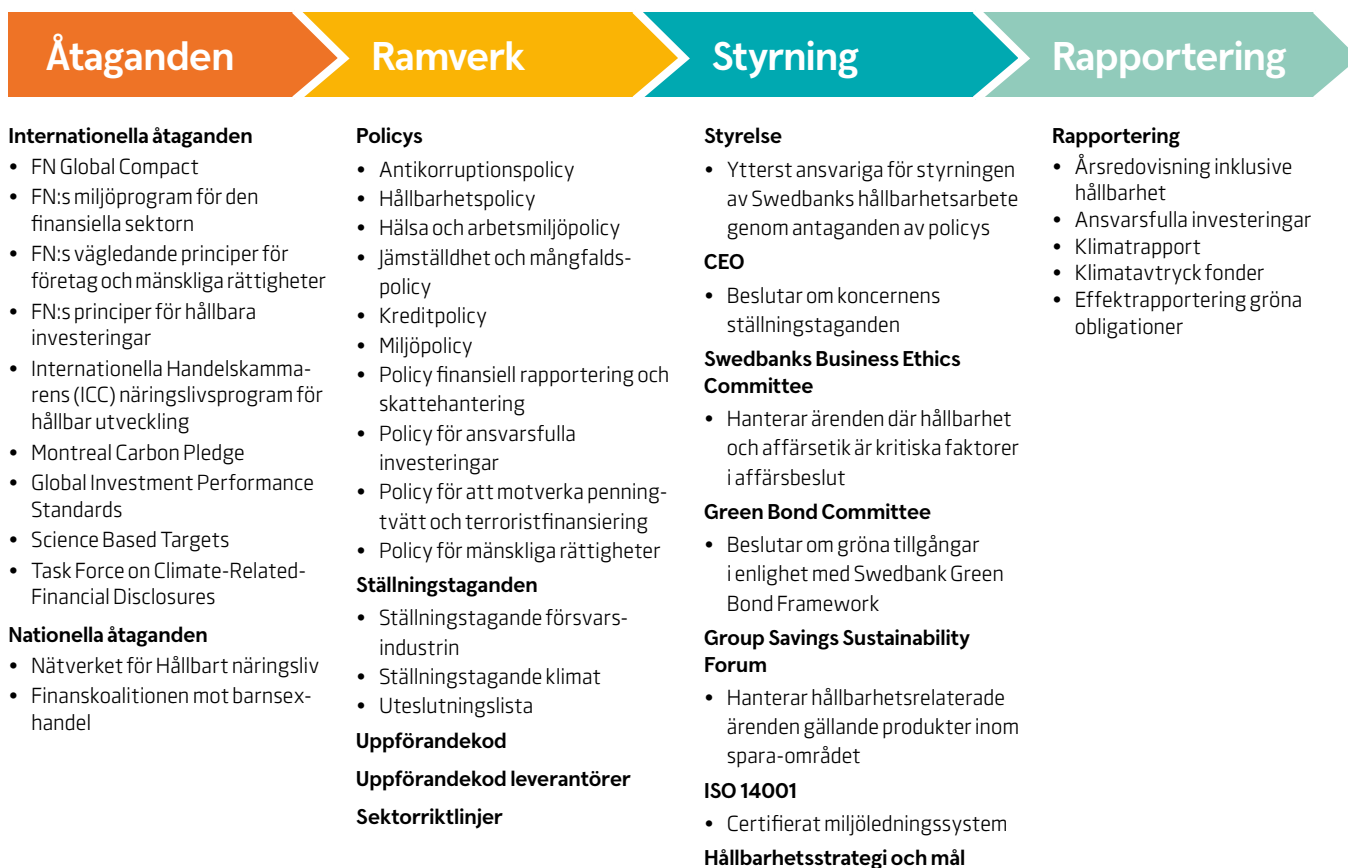 Åtaganden
Ramverk
Styrning
Rapportering
Internationella åtaganden
• FN Global Compact
• FN:s miljöprogram för den
finansiella sektorn
• FN:s vägledande principer för
företag och mänskliga rättigheter
• FN:s principer för hållbara
investeringar
• Internationella Handelskamma-
rens (ICC) näringslivsprogram för
hållbar utveckling
• Montreal Carbon Pledge
• Global Investment Performance
Standards
• Science Based Targets
• Task Force on Climate-Related-
Financial Disclosures
Nationella åtaganden
• Nätverket för Hållbart näringsliv
• Finanskoalitionen mot barnsex-
handel
Policys
• Antikorruptionspolicy
• Hållbarhetspolicy
• Hälsa och arbetsmiljöpolicy
• Jämställdhet och mångfalds-
policy
• Kreditpolicy
• Miljöpolicy
• Policy finansiell rapportering och
skattehantering
• Policy för ansvarsfulla
investeringar
• Policy för att motverka penning-
tvätt och terroristfinansiering
• Policy för mänskliga rättigheter
Ställningstaganden
• Ställningstagande försvars-
industrin
• Ställningstagande klimat
• Uteslutningslista
Uppförandekod
Uppförandekod leverantörer
Sektorriktlinjer
Styrelse
• Ytterst ansvariga för styrningen
av Swedbanks hållbarhetsarbete
genom antaganden av policys
CEO
• Beslutar om koncernens
ställningstaganden
Swedbanks Business Ethics
Committee
• Hanterar ärenden där hållbarhet
och affärsetik är kritiska faktorer
i affärsbeslut
Green Bond Committee
• Beslutar om gröna tillgångar
i enlighet med Swedbank Green
Bond Framework
Group Savings Sustainability
Forum
• Hanterar hållbarhetsrelaterade
ärenden gällande produkter inom
spara-området
ISO 14001
• Certifierat miljöledningssystem
Hållbarhetsstrategi och mål
Rapportering
• Årsredovisning inklusive
hållbarhet
• Ansvarsfulla investeringar
• Klimatrapport
• Klimatavtryck fonder
• Effektrapportering gröna
obligationer